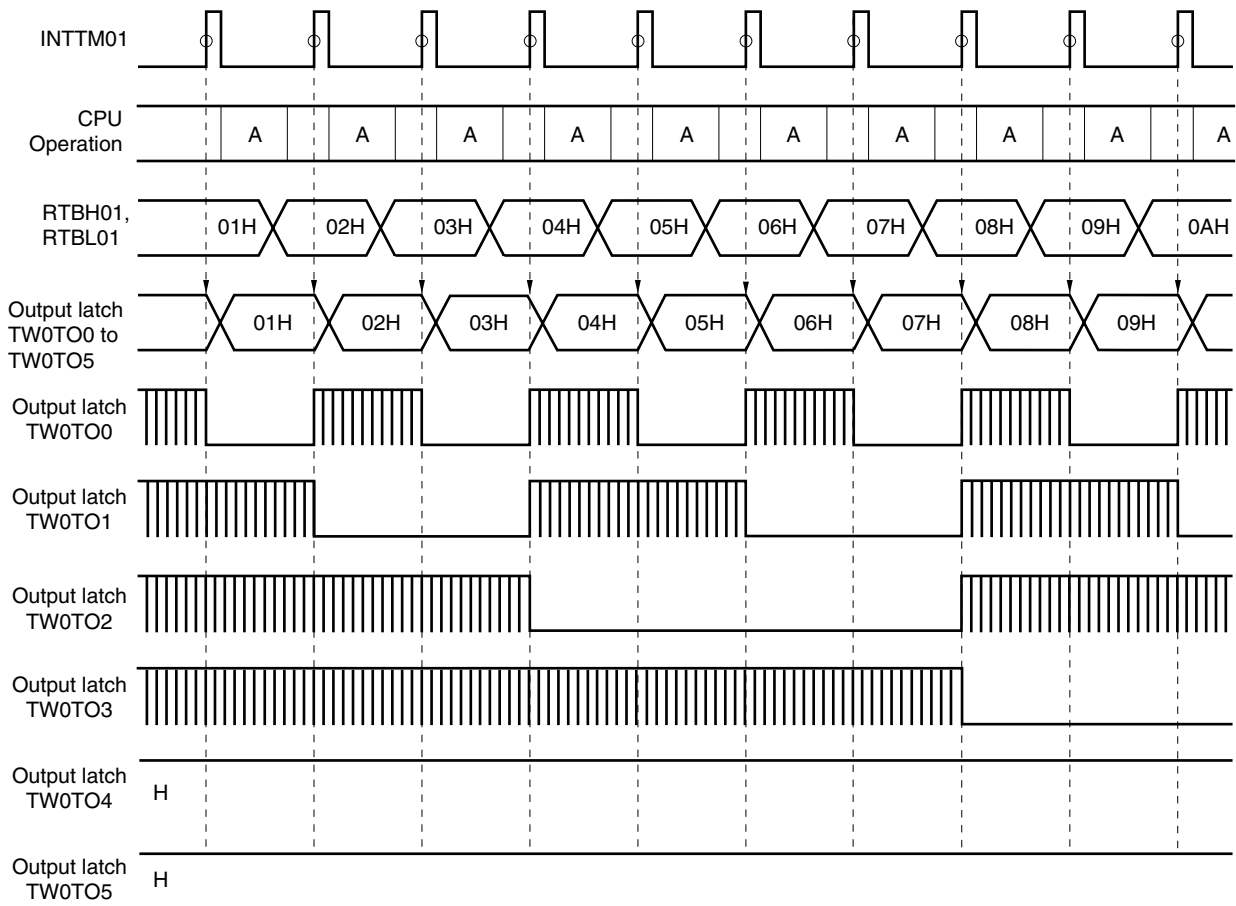 INTTM01
CPU
Operation
A A A A A A A A A A
RTBH01,
RTBL01
01H 02H 03H 04H 05H 06H 07H 08H 09H 0AH
Output latch
TW0TO0 to
TW0TO5
01H 02H 03H 04H 05H 06H 07H 08H 09H
Output latch
TW0TO0
Output latch
TW0TO1
Output latch
TW0TO2
Output latch
TW0TO3
Output latch
TW0TO4
H
Output latch
TW0TO5
H